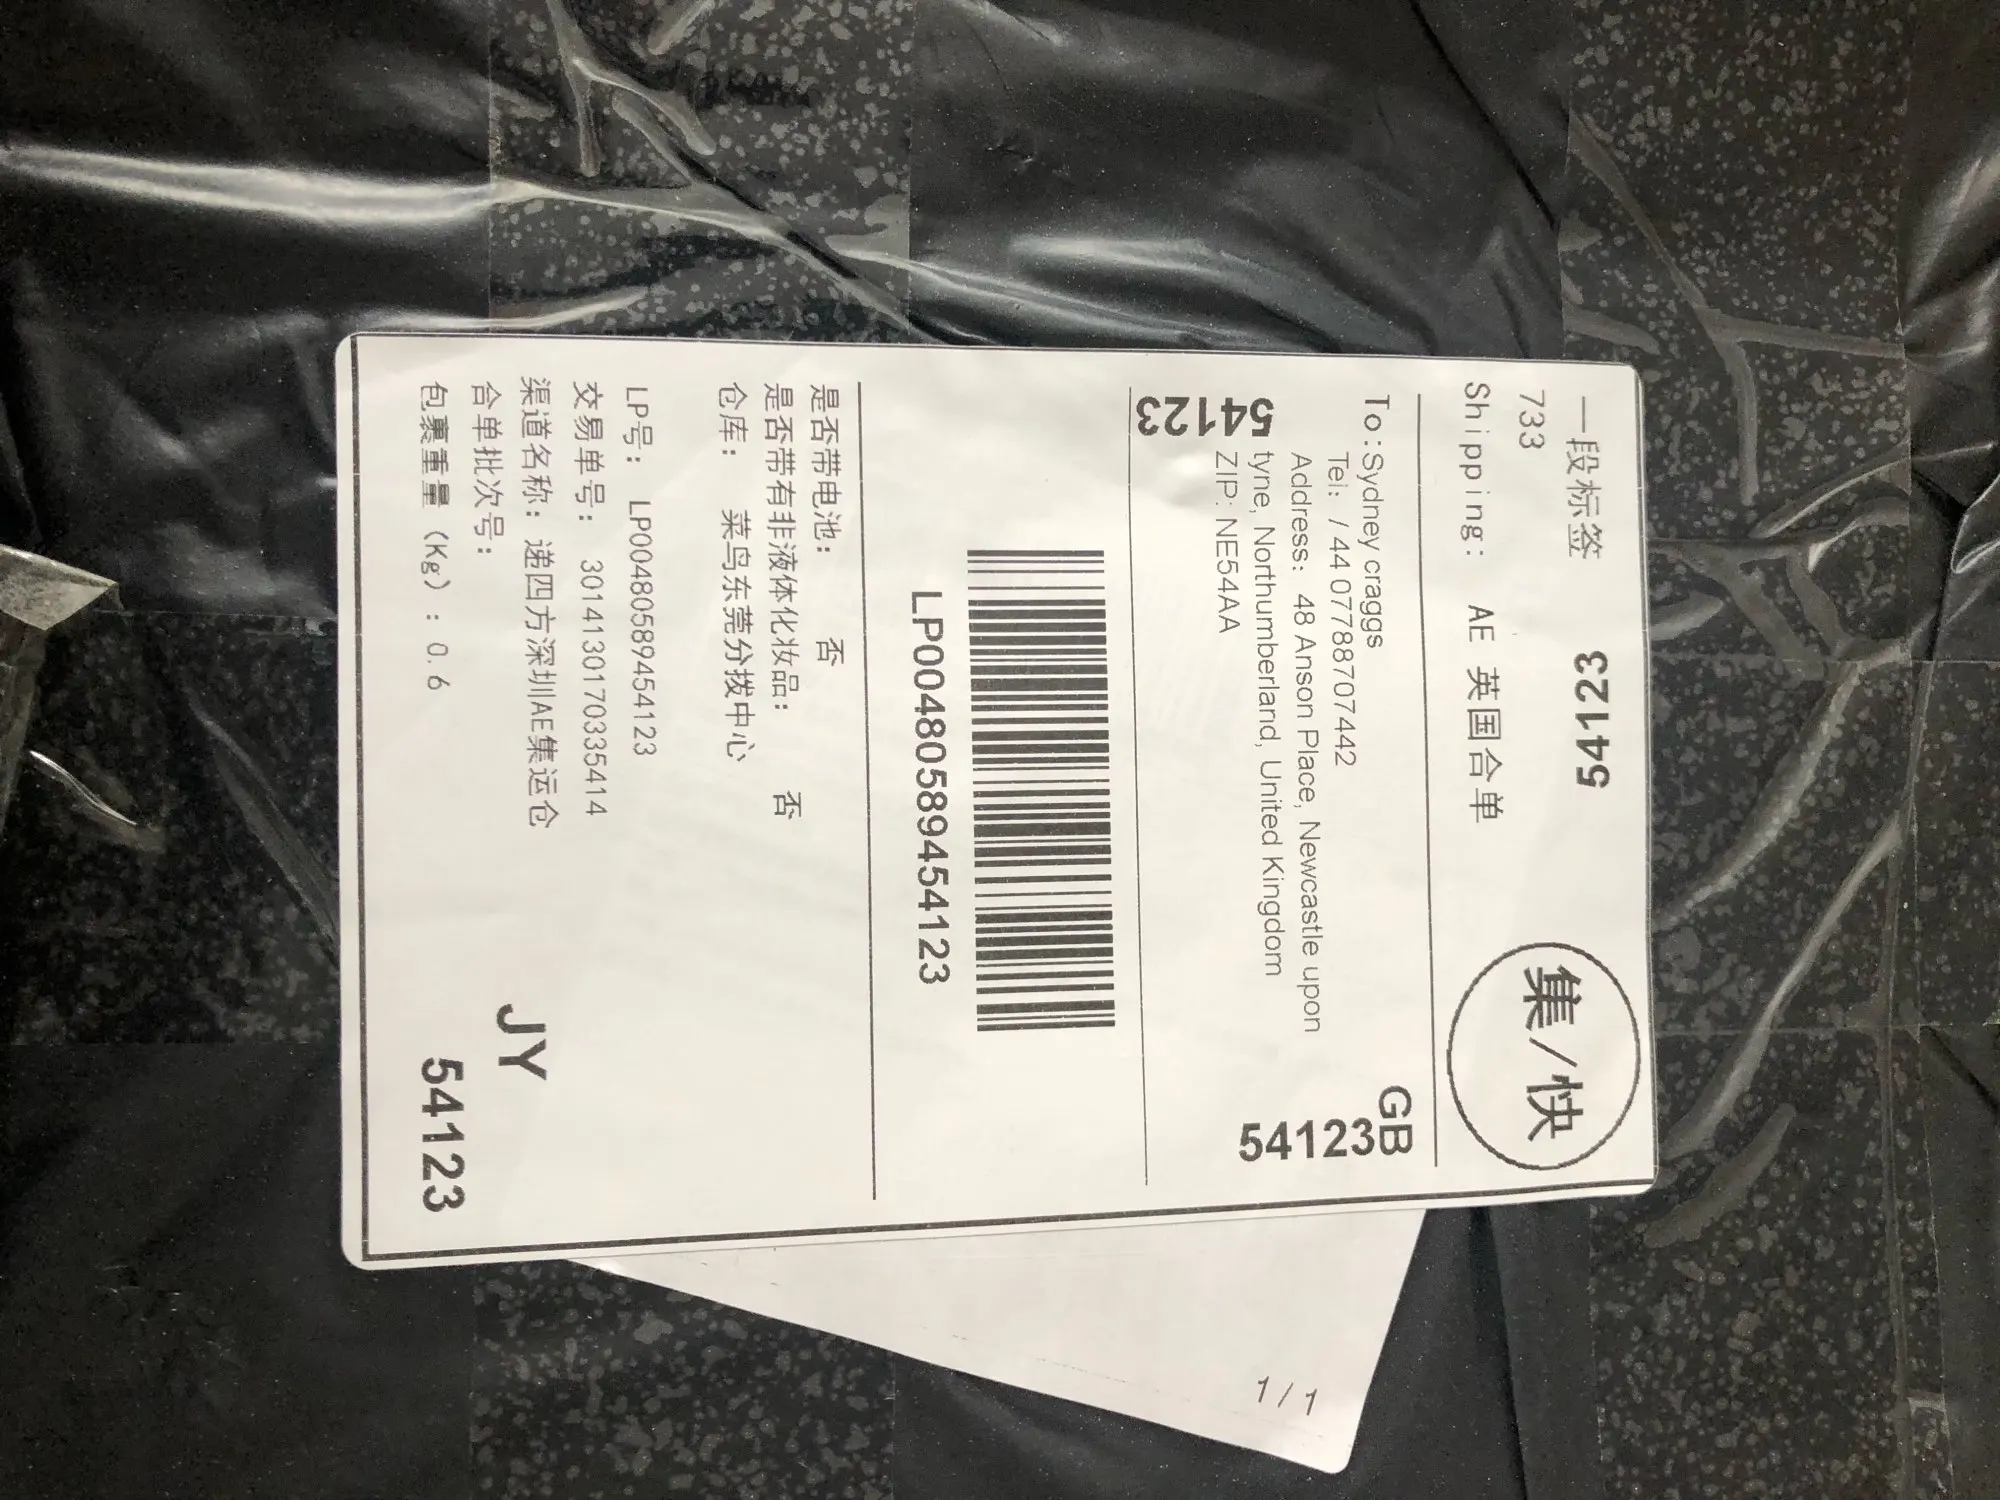 一段标签 54123
733
集/快
Shipping: AE 英国合单
To:Sydney craggs
GB
Tei: / 44 07788707442
Address: 48 Anson Place, Newcastle upon
tyne, Northumberland, United Kingdom
ZIP: NE54AA
54123
54123
LP00480589454123
是否带电池: 否
是否带有非液体化妆品: 否
仓库: 菜鸟东莞分拨中心
LP号: LP00480589454123
交易单号: 3014130170335414
渠道名称: 递四方深圳AE集运仓
合单批次号:
JY
包裹重量(Kg): 0.6
54123
1 / 1